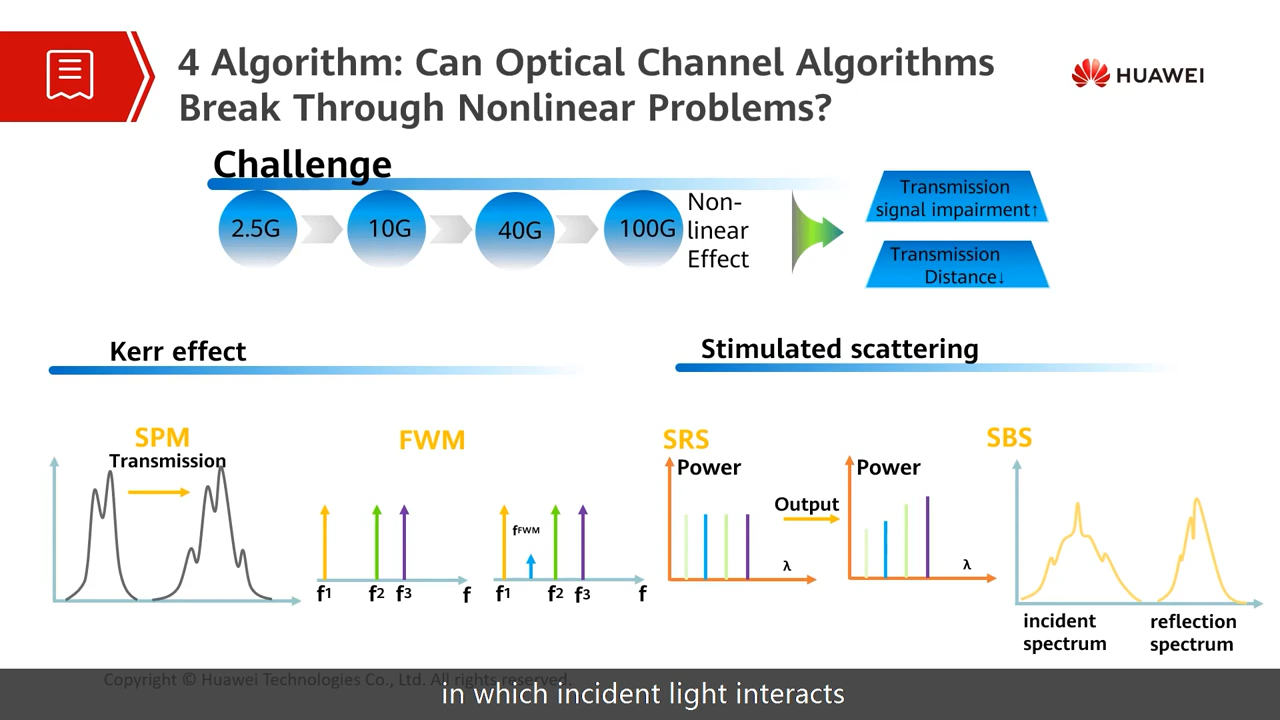 4 Algorithm: Can Optical Channel Algorithms
Break Through Nonlinear Problems?
HUAWEI
Challenge
2.5G
10G
40G
100G
Non-
linear
Effect
Transmission
signal impairment↑
Transmission
Distance↓
Kerr effect
Stimulated scattering
SPM
Transmission
FWM
f1 f2 f3 f
fFWM
f1 f2 f3 f
SRS
Power
λ
Output
Power
λ
SBS
incident
spectrum
reflection
spectrum
Copyright © Huawei Technologies Co., Ltd. All rights reserved.
in which incident light interacts